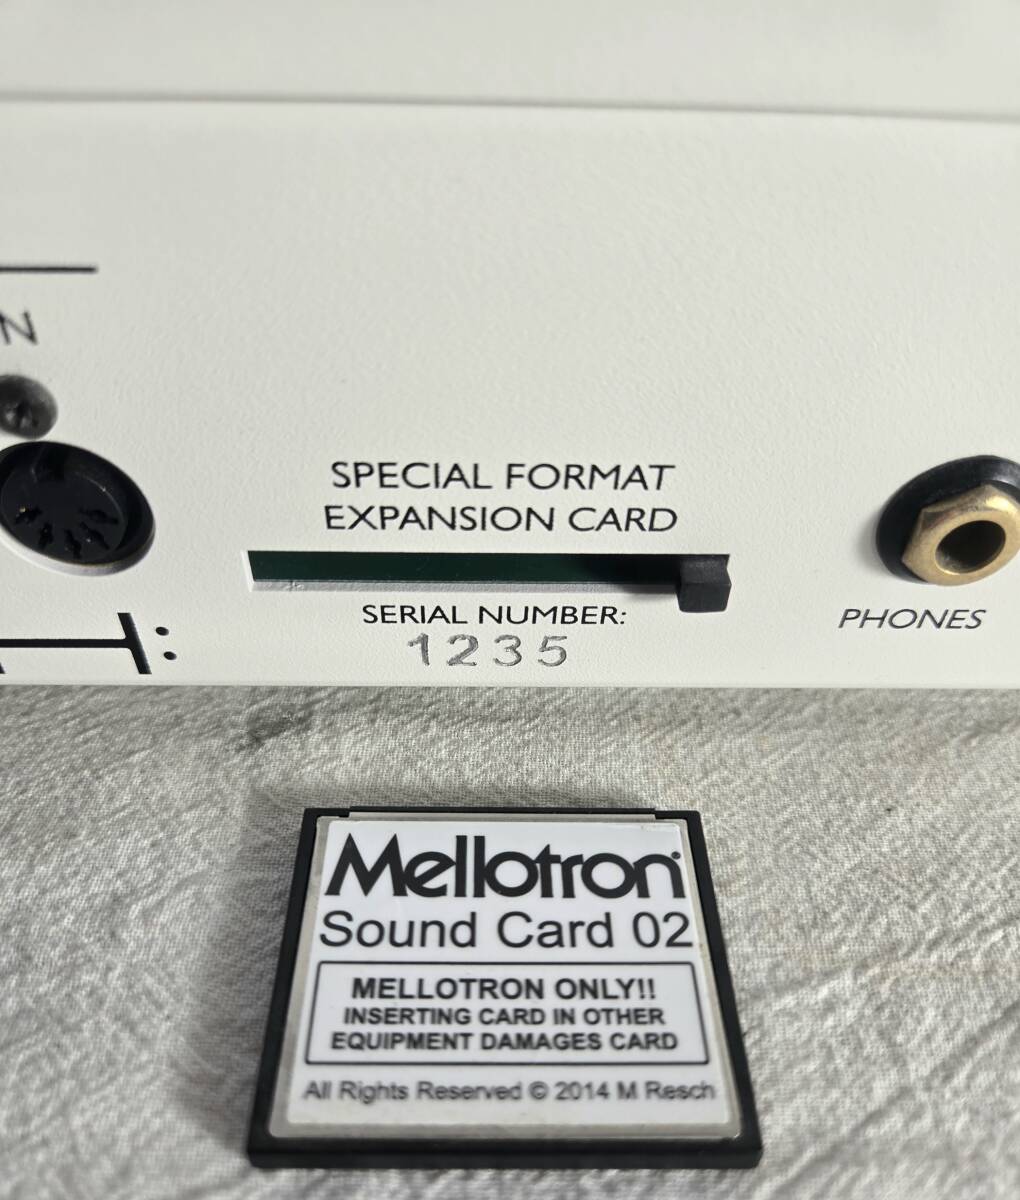 SPECIAL FORMAT
EXPANSION CARD
SERIAL NUMBER:
1235
PHONES
Mellotron®
Sound Card 02
MELLOTRON ONLY!!
INSERTING CARD IN OTHER
EQUIPMENT DAMAGES CARD
All Rights Reserved © 2014 M Resch